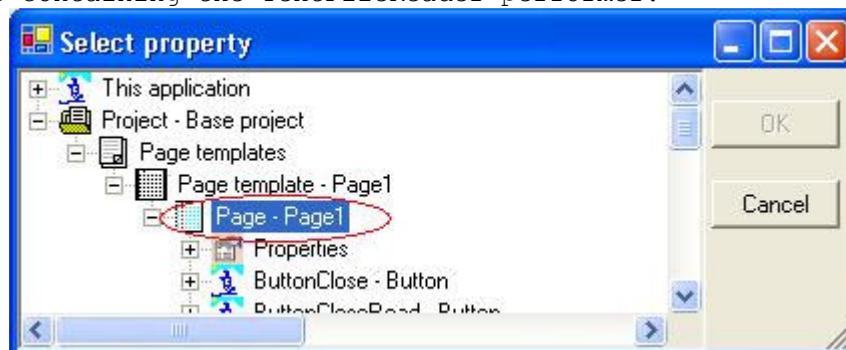 Select property
This application
Project - Base project
OK
Page templates
Page template - Page1
Cancel
Page - Page1
Properties
ButtonClose - Button